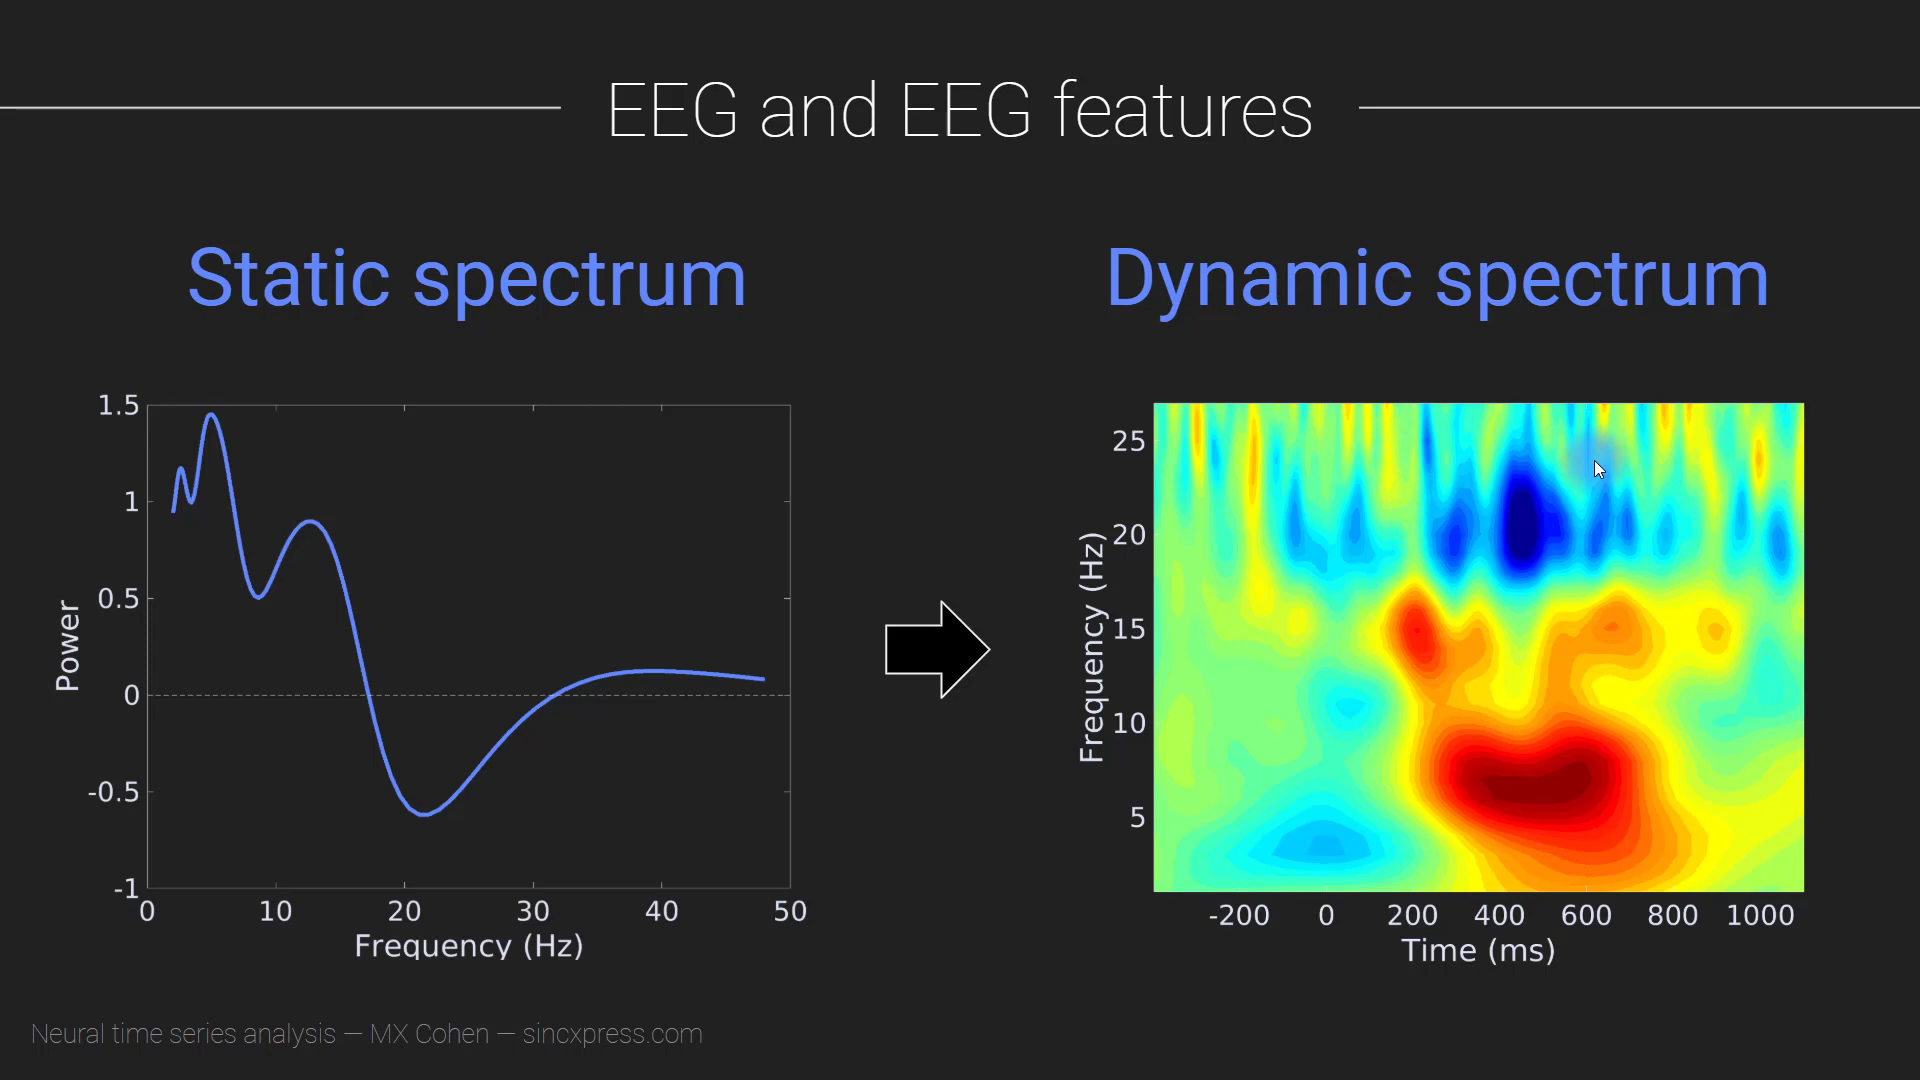 EEG and EEG features
Static spectrum
Dynamic spectrum
1.5
1
0.5
0
-0.5
-1
Power
0 10 20 30 40 50
Frequency (Hz)
25
20
15
10
5
Frequency (Hz)
-200 0 200 400 600 800 1000
Time (ms)
Neural time series analysis — MX Cohen — sincxpress.com